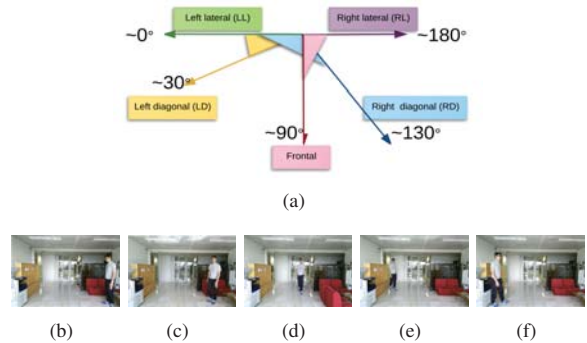 Left lateral (LL)
Right lateral (RL)
~0°
~180°
~30°
Left diagonal (LD)
Right diagonal (RD)
~90°
~130°
Frontal
(a)
(b)
(c)
(d)
(e)
(f)